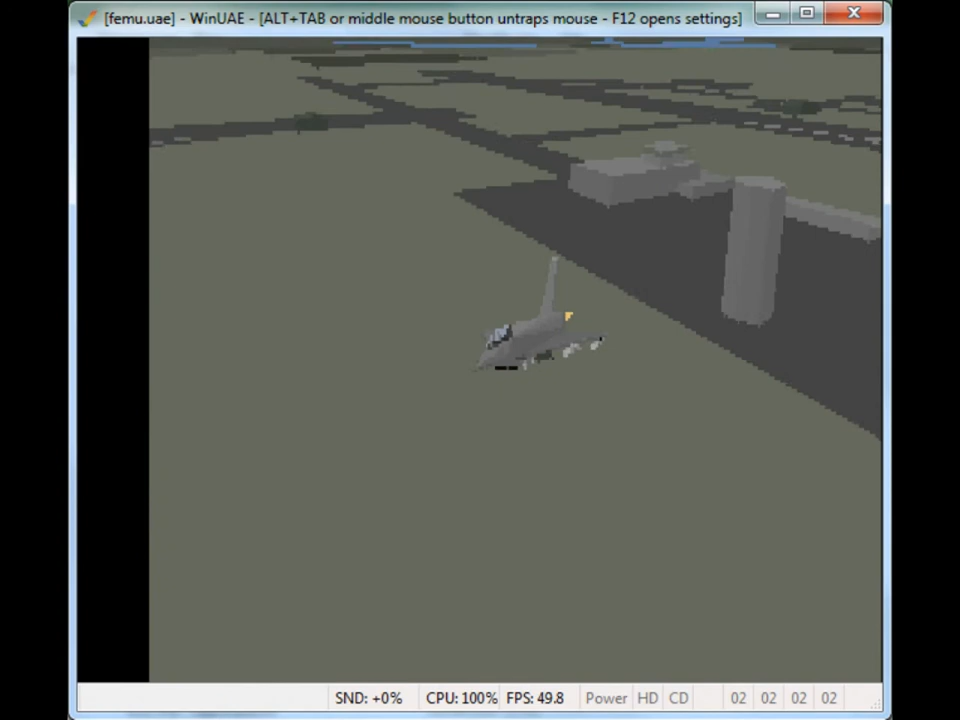 [femu.uae] - WinUAE - [ALT+TAB or middle mouse button untraps mouse - F12 opens settings]
SND: +0% CPU: 100% FPS: 49.8 Power HD CD 02 02 02 02